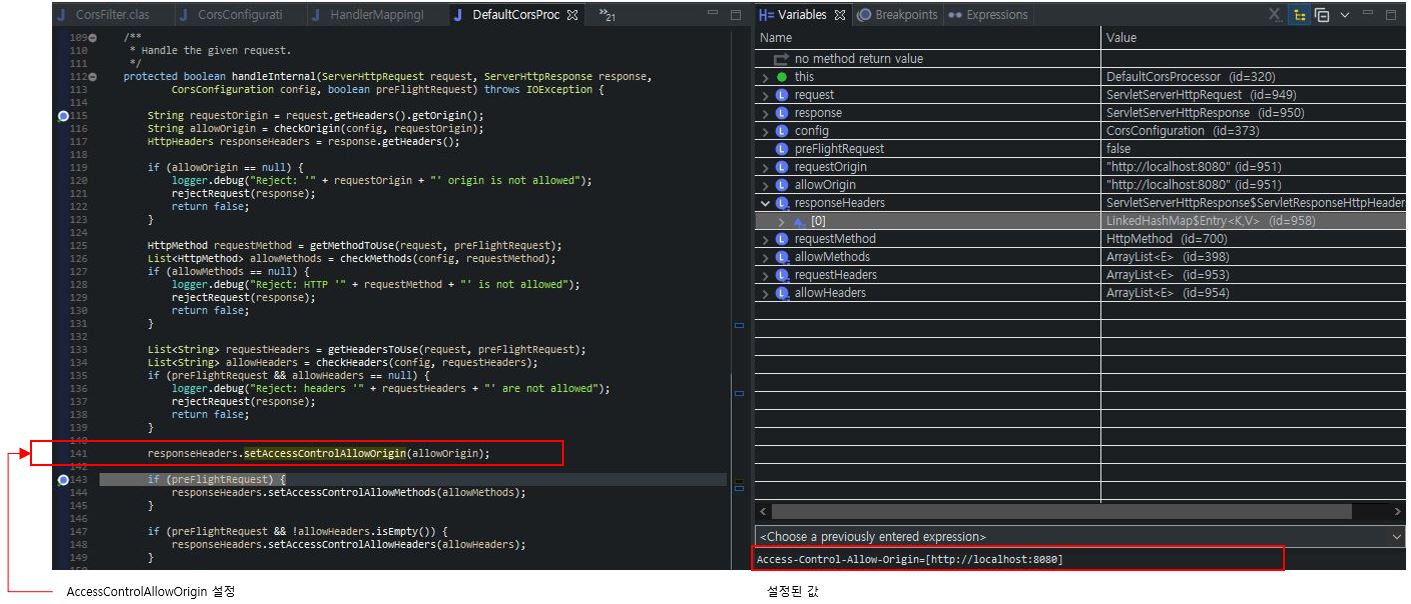 CorsFilter.clas
CorsConfigurati
HandlerMappingI
DefaultCorsProc
»21
109 /**
110 * Handle the given request.
111 */
112 protected boolean handleInternal(ServerHttpRequest request, ServerHttpResponse response,
113 CorsConfiguration config, boolean preFlightRequest) throws IOException {
114
115 String requestOrigin = request.getHeaders().getOrigin();
116 String allowOrigin = checkOrigin(config, requestOrigin);
117 HttpHeaders responseHeaders = response.getHeaders();
118
119 if (allowOrigin == null) {
120 logger.debug("Reject: '" + requestOrigin + "' origin is not allowed");
121 rejectRequest(response);
122 return false;
123 }
124
125 HttpMethod requestMethod = getMethodToUse(request, preFlightRequest);
126 List<HttpMethod> allowMethods = checkMethods(config, requestMethod);
127 if (allowMethods == null) {
128 logger.debug("Reject: HTTP '" + requestMethod + "' is not allowed");
129 rejectRequest(response);
130 return false;
131 }
132
133 List<String> requestHeaders = getHeadersToUse(request, preFlightRequest);
134 List<String> allowHeaders = checkHeaders(config, requestHeaders);
135 if (preFlightRequest && allowHeaders == null) {
136 logger.debug("Reject: headers '" + requestHeaders + "' are not allowed");
137 rejectRequest(response);
138 return false;
139 }
140
141 responseHeaders.setAccessControlAllowOrigin(allowOrigin);
142
143 if (preFlightRequest) {
144 responseHeaders.setAccessControlAllowMethods(allowMethods);
145 }
146
147 if (preFlightRequest && !allowHeaders.isEmpty()) {
148 responseHeaders.setAccessControlAllowHeaders(allowHeaders);
149 }
Variables
Breakpoints
Expressions
Name Value
no method return value
this DefaultCorsProcessor (id=320)
request ServletServerHttpRequest (id=949)
response ServletServerHttpResponse (id=950)
config CorsConfiguration (id=373)
preFlightRequest false
requestOrigin "http://localhost:8080" (id=951)
allowOrigin "http://localhost:8080" (id=951)
responseHeaders ServletServerHttpResponse$ServletResponseHttpHeaders
[0] LinkedHashMap$Entry<K,V> (id=958)
requestMethod HttpMethod (id=700)
allowMethods ArrayList<E> (id=398)
requestHeaders ArrayList<E> (id=953)
allowHeaders ArrayList<E> (id=954)
<Choose a previously entered expression>
Access-Control-Allow-Origin=[http://localhost:8080]
AccessControlAllowOrigin 설정
설정된 값